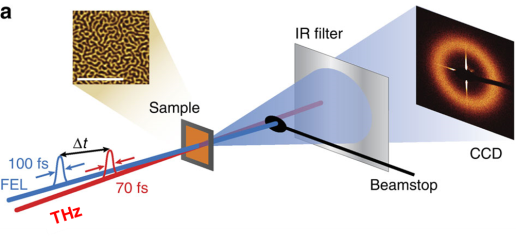 a
IR filter
Sample
Δt
100 fs
FEL
70 fs
THz
CCD
Beamstop